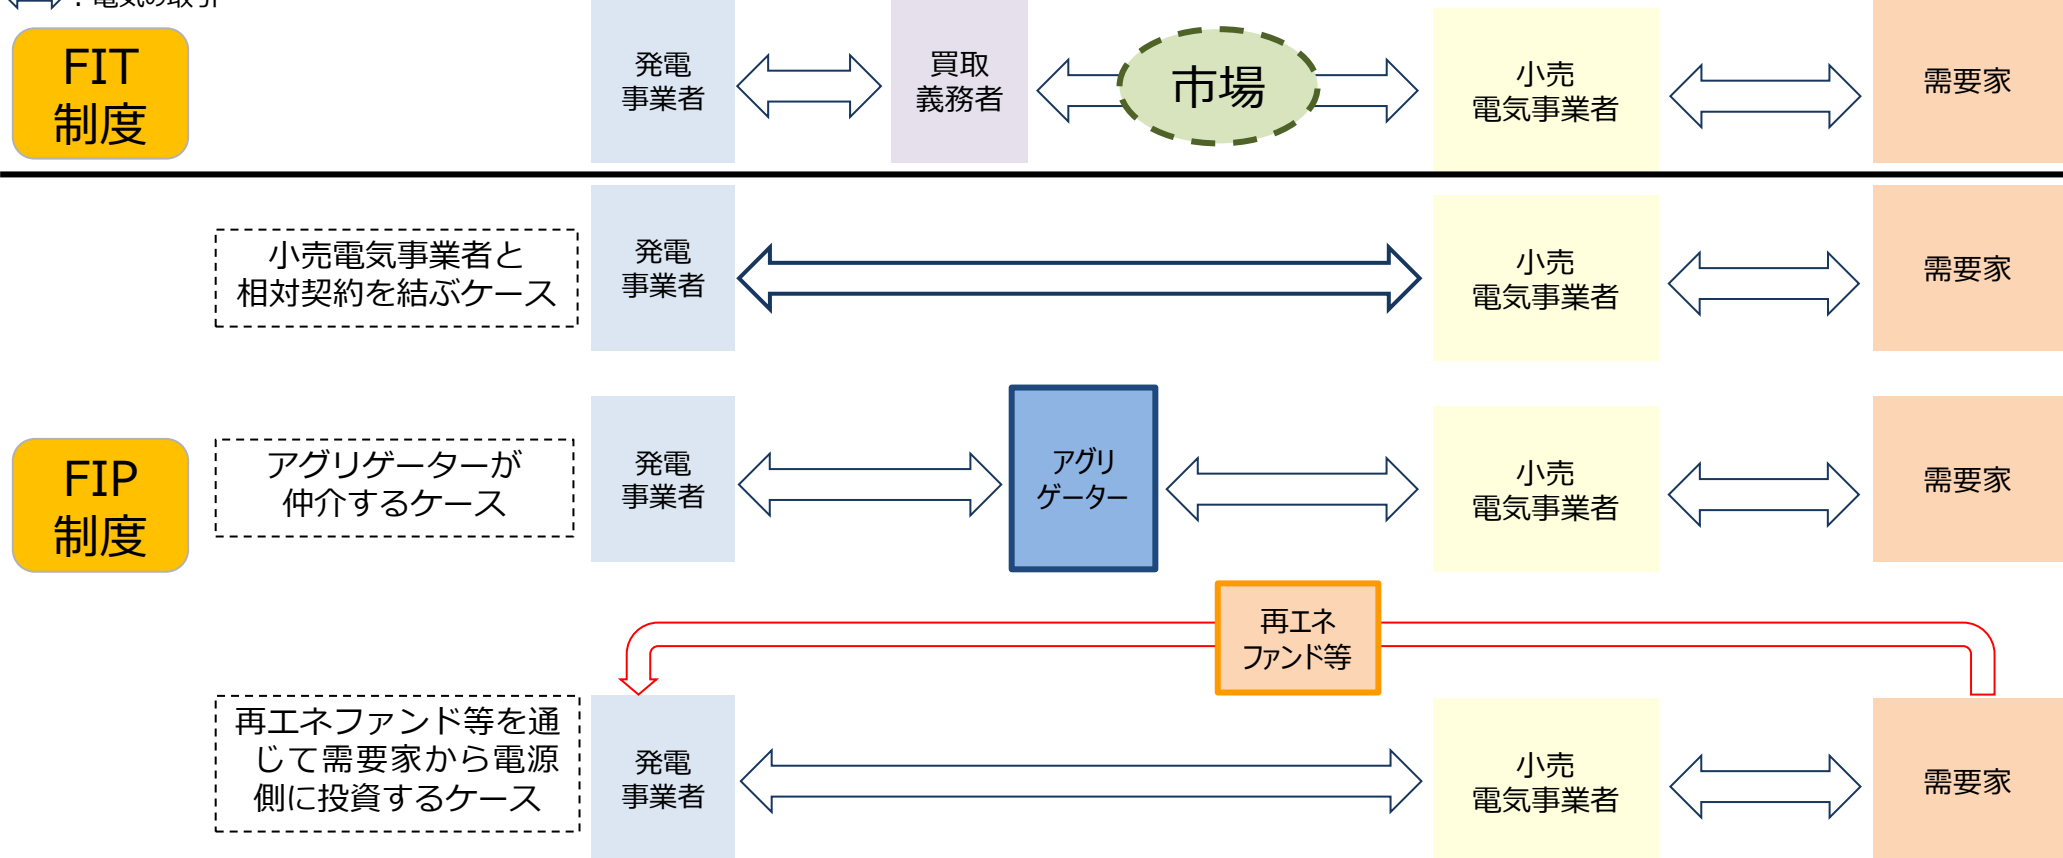 ：電気の取引
FIT
制度
発電
事業者
買取
義務者
市場
小売
電気事業者
需要家
小売電気事業者と
相対契約を結ぶケース
発電
事業者
小売
電気事業者
需要家
FIP
制度
アグリゲーターが
仲介するケース
発電
事業者
アグリ
ゲーター
小売
電気事業者
需要家
再エネ
ファンド等
再エネファンド等を通
じて需要家から電源
側に投資するケース
発電
事業者
小売
電気事業者
需要家